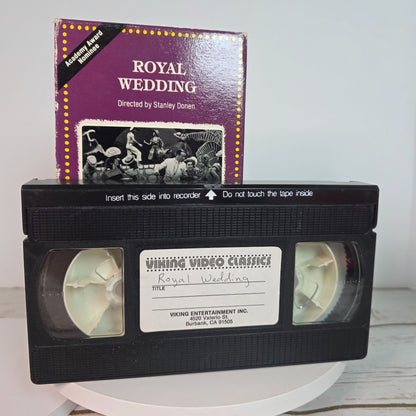 Academy Award
Nominee
ROYAL
WEDDING
Directed by Stanley Donen
Insert this side into recorder Do not touch the tape inside
VIKING VIDEO CLASSICS
Royal Wedding
TITLE
VIKING ENTERTAINMENT INC.
4520 Valerio St.
Burbank, CA 91505